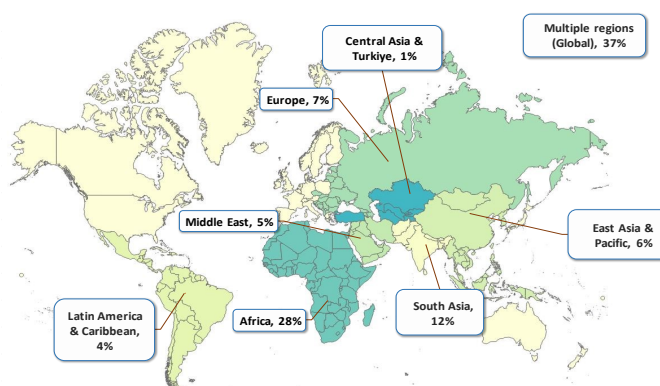 Central Asia &
Turkiye, 1%
Multiple regions
(Global), 37%
Europe, 7%
Middle East, 5%
East Asia &
Pacific, 6%
Latin America
& Caribbean,
4%
Africa, 28%
South Asia,
12%